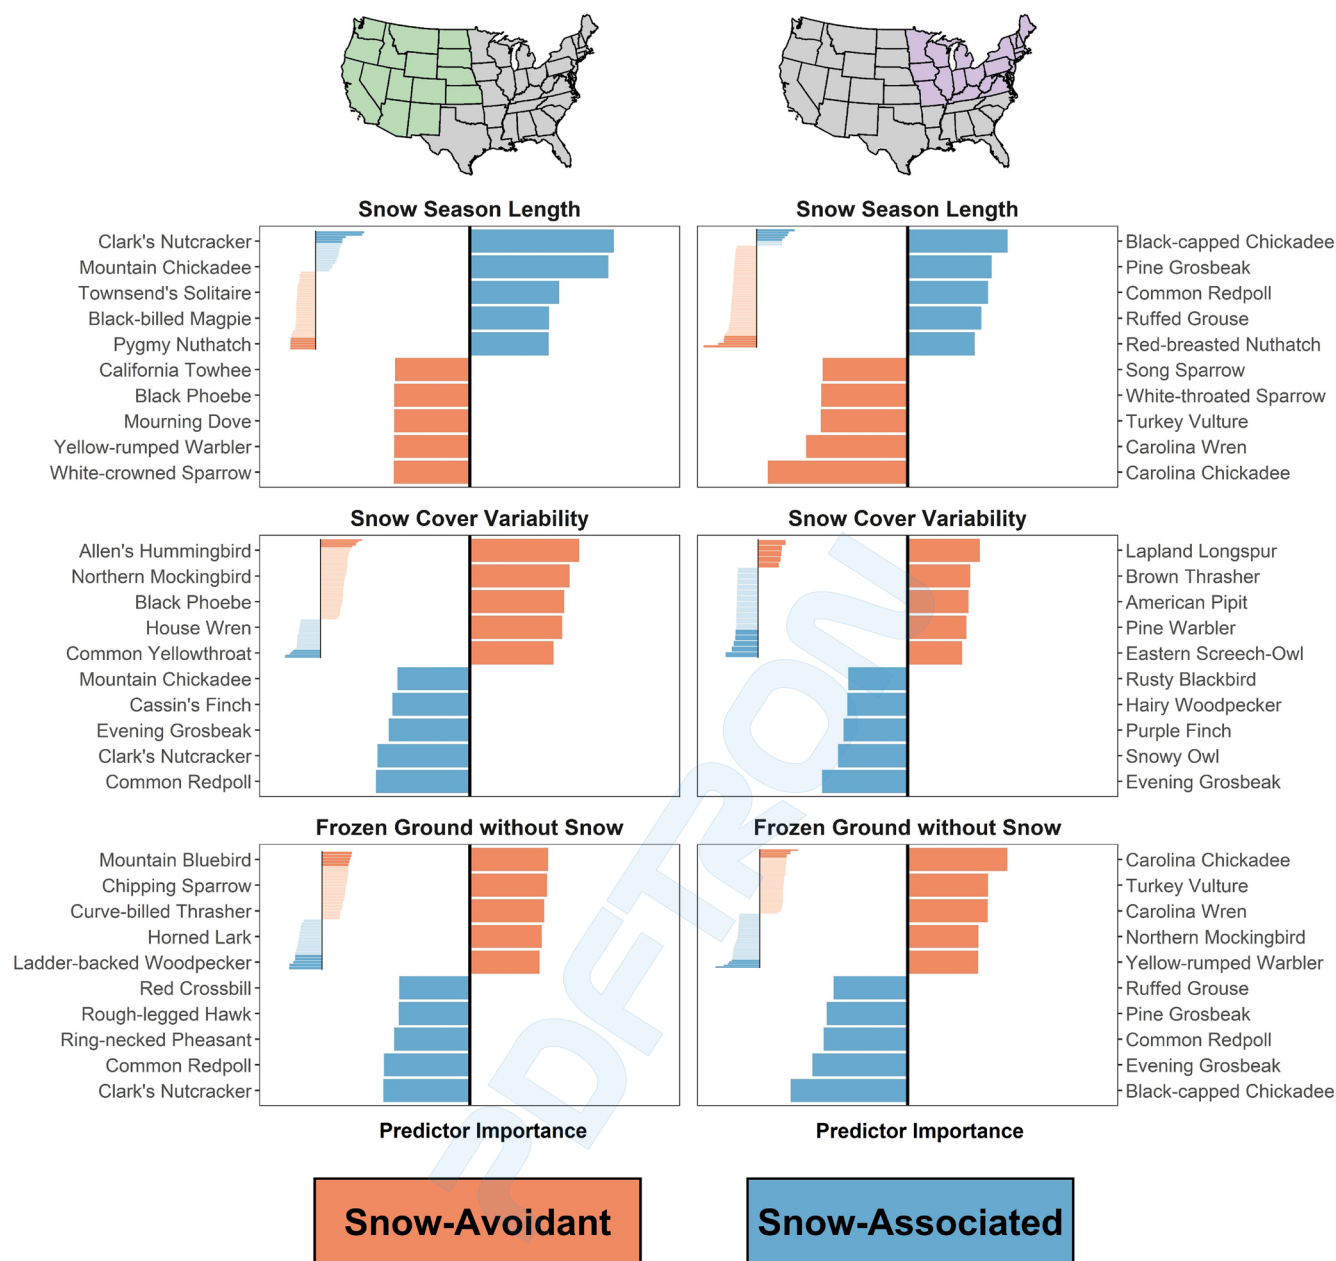 Snow Season Length
Clark's Nutcracker
Mountain Chickadee
Townsend's Solitaire
Black-billed Magpie
Pygmy Nuthatch
California Towhee
Black Phoebe
Mourning Dove
Yellow-rumped Warbler
White-crowned Sparrow
Snow Season Length
Black-capped Chickadee
Pine Grosbeak
Common Redpoll
Ruffed Grouse
Red-breasted Nuthatch
Song Sparrow
White-throated Sparrow
Turkey Vulture
Carolina Wren
Carolina Chickadee
Snow Cover Variability
Allen's Hummingbird
Northern Mockingbird
Black Phoebe
House Wren
Common Yellowthroat
Mountain Chickadee
Cassin's Finch
Evening Grosbeak
Clark's Nutcracker
Common Redpoll
Snow Cover Variability
Lapland Longspur
Brown Thrasher
American Pipit
Pine Warbler
Eastern Screech-Owl
Rusty Blackbird
Hairy Woodpecker
Purple Finch
Snowy Owl
Evening Grosbeak
Frozen Ground without Snow
Mountain Bluebird
Chipping Sparrow
Curve-billed Thrasher
Horned Lark
Ladder-backed Woodpecker
Red Crossbill
Rough-legged Hawk
Ring-necked Pheasant
Common Redpoll
Clark's Nutcracker
Predictor Importance
Frozen Ground without Snow
Carolina Chickadee
Turkey Vulture
Carolina Wren
Northern Mockingbird
Yellow-rumped Warbler
Ruffed Grouse
Pine Grosbeak
Common Redpoll
Evening Grosbeak
Black-capped Chickadee
Predictor Importance
Snow-Avoidant
Snow-Associated
PDFTRON